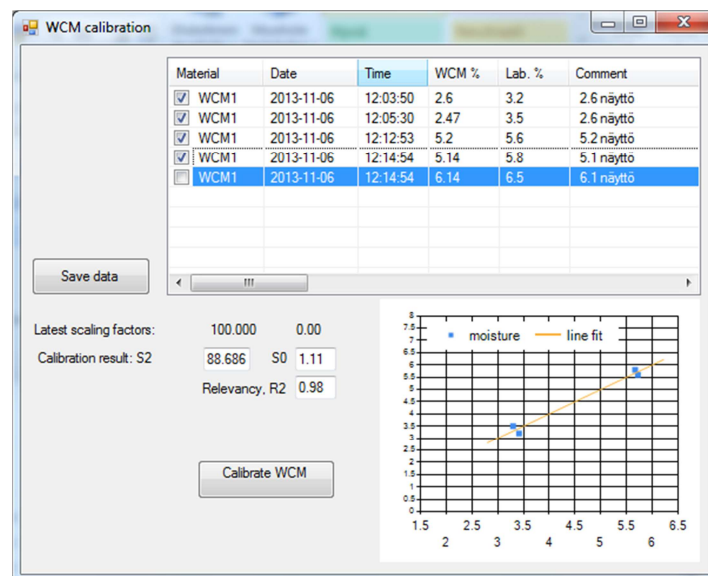 WCM calibration
Material Date Time WCM % Lab. % Comment
WCM1 2013-11-06 12:03:50 2.6 3.2 2.6 näyttö
WCM1 2013-11-06 12:05:30 2.47 3.5 2.6 näyttö
WCM1 2013-11-06 12:12:53 5.2 5.6 5.2 näyttö
WCM1 2013-11-06 12:14:54 5.14 5.8 5.1 näyttö
WCM1 2013-11-06 12:14:54 6.14 6.5 6.1 näyttö
Save data
Latest scaling factors: 100.000 0.00
Calibration result: S2 88.686 S0 1.11
Relevancy, R2 0.98
Calibrate WCM
moisture line fit
8
7.5
7
6.5
6
5.5
5
4.5
4
3.5
3
2.5
2
1.5
1
0.5
0
1.5 2.5 3.5 4.5 5.5 6.5
2 3 4 5 6